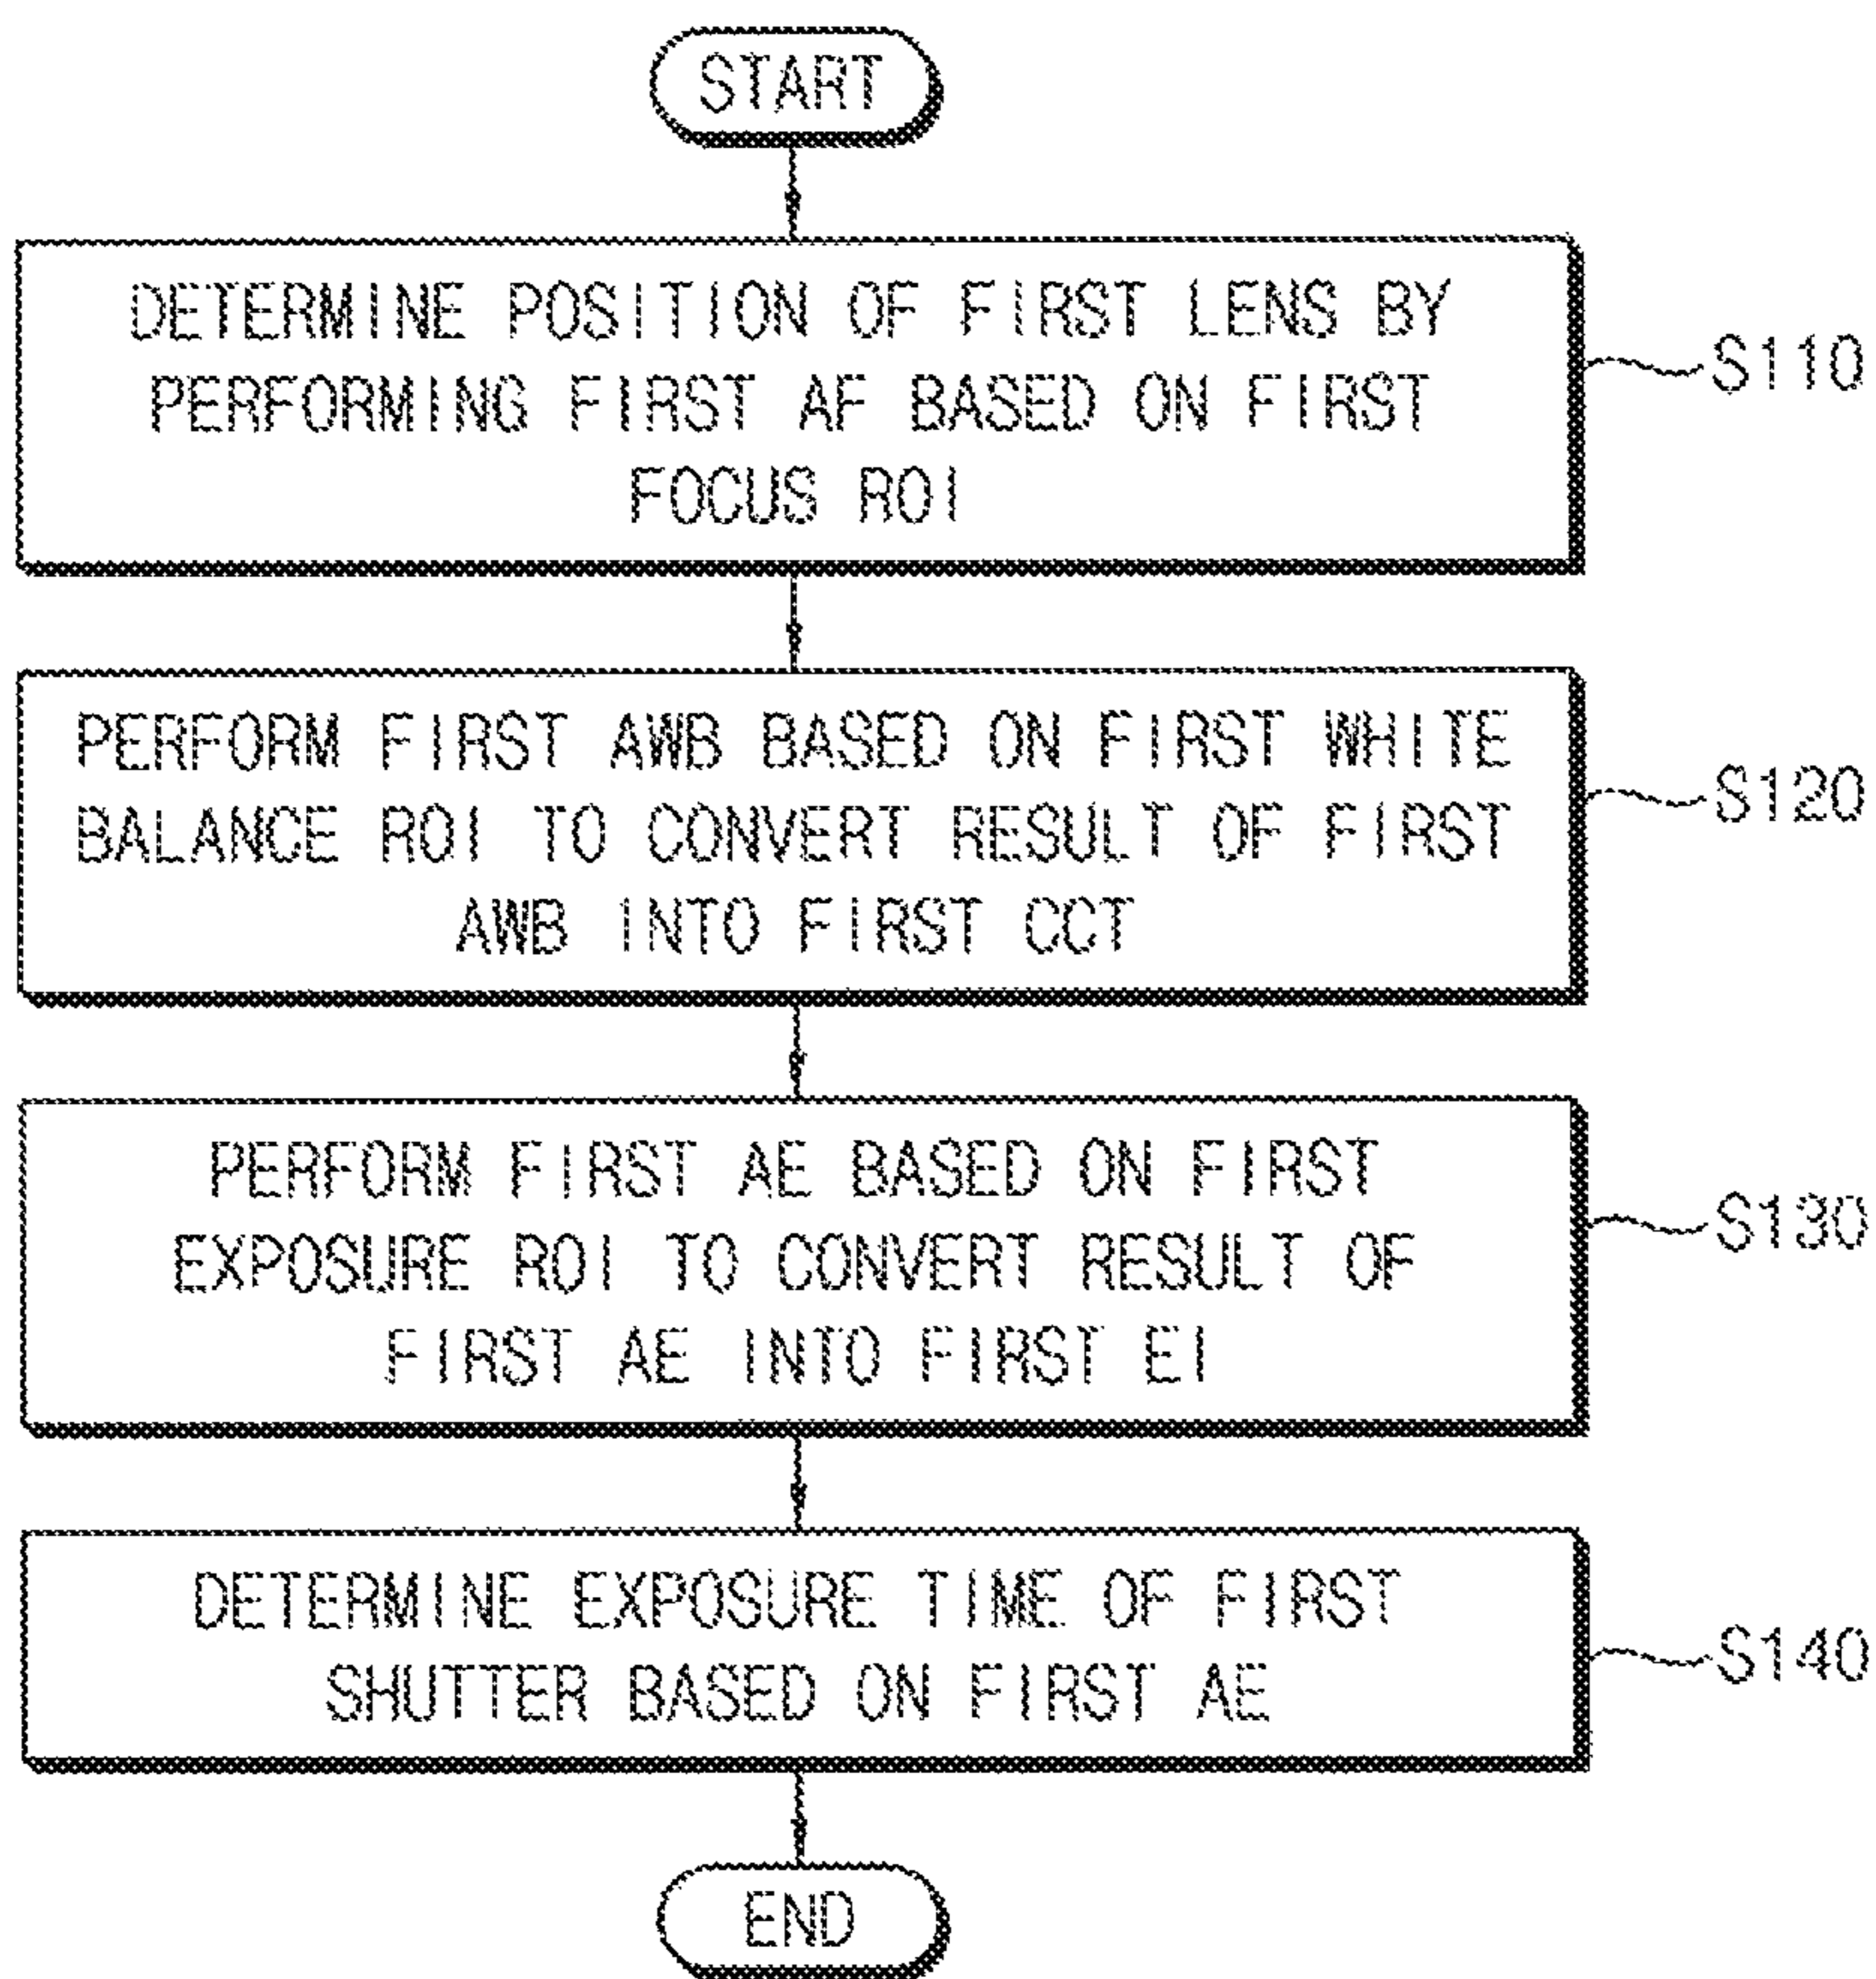 START
DETERMINE POSITION OF FIRST LENS BY
PERFORMING FIRST AF BASED ON FIRST
FOCUS ROI
S110
PERFORM FIRST AWB BASED ON FIRST WHITE
BALANCE ROI TO CONVERT RESULT OF FIRST
AWB INTO FIRST CCT
S120
PERFORM FIRST AE BASED ON FIRST
EXPOSURE ROI TO CONVERT RESULT OF
FIRST AE INTO FIRST EI
S130
DETERMINE EXPOSURE TIME OF FIRST
SHUTTER BASED ON FIRST AE
S140
END